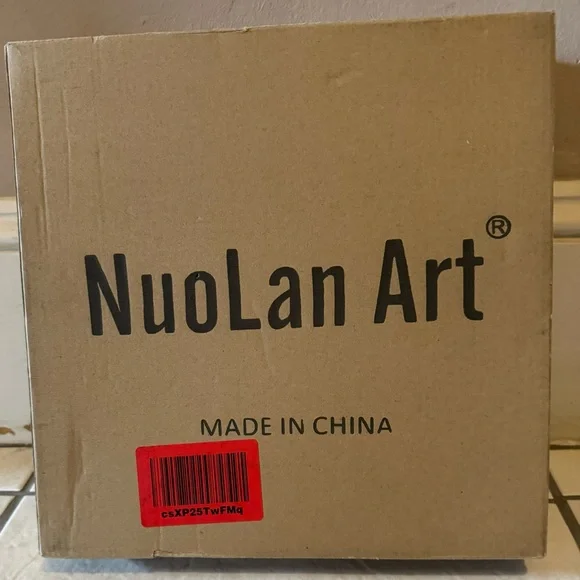 NuoLan Art®
MADE IN CHINA
csXP25TwFMq